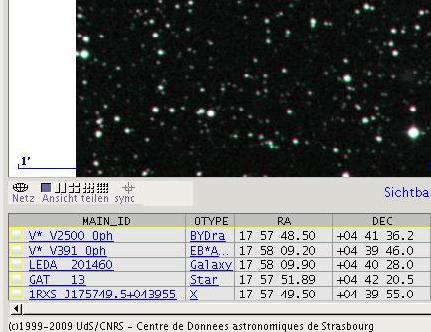 1'
Netz Ansicht teilen sync
Sichtba
MAIN_ID OTYPE RA DEC
V* V2500 Oph BYDra 17 57 48.50 +04 41 36.2
V* V391 Oph EB*A... 17 58 09.20 +04 39 46.0
LEDA 201460 Galaxy 17 58 09.90 +04 40 28.0
GAT 13 Star 17 57 51.89 +04 42 20.5
1RXS J175749.5+043955 X 17 57 49.50 +04 39 55.0
(c)1999-2009 UdS/CNRS - Centre de Donnees astronomiques de Strasbourg